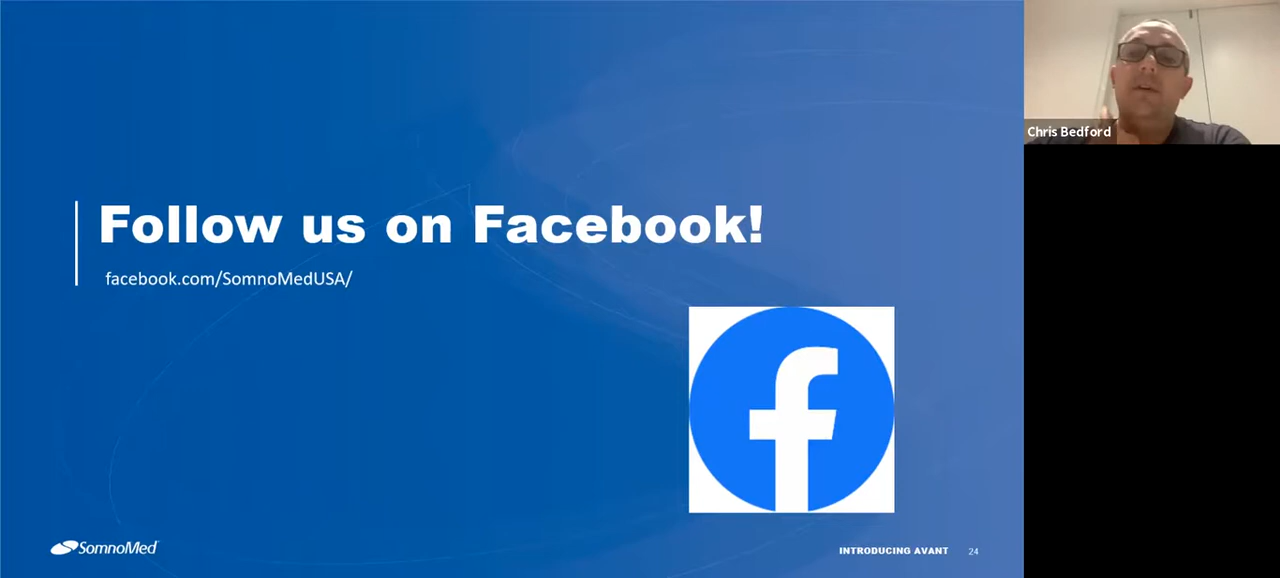 Follow us on Facebook!
facebook.com/SomnoMedUSA/
SomnoMed
INTRODUCING AVANT 24
Chris Bedford